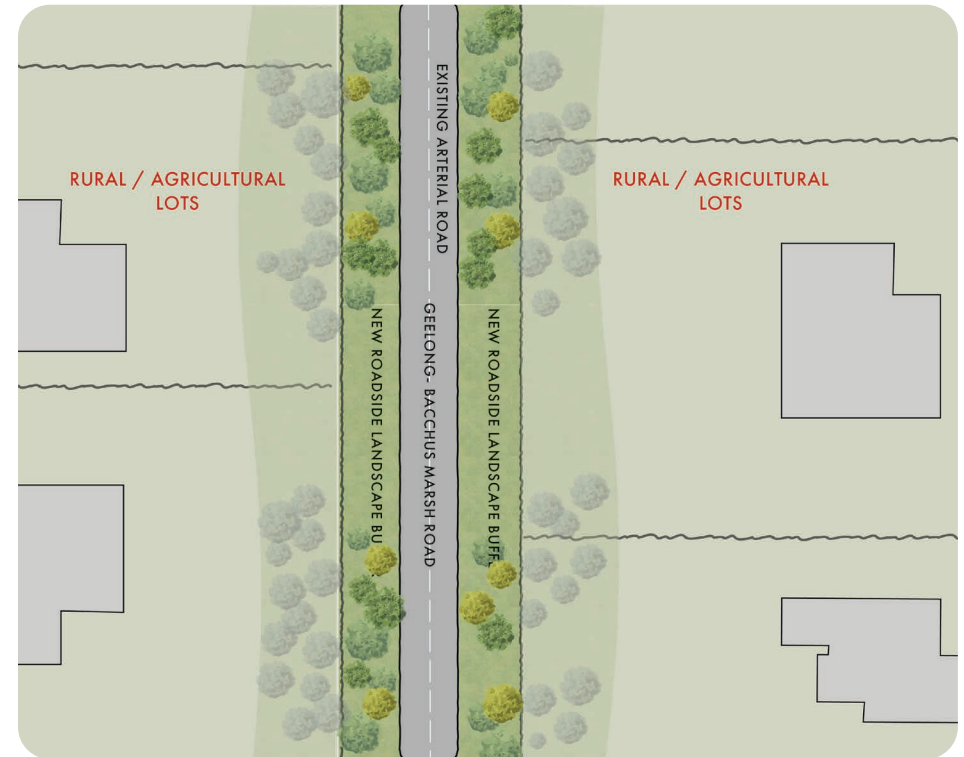 EXISTING ARTERIAL ROAD
RURAL / AGRICULTURAL
LOTS
RURAL / AGRICULTURAL
LOTS
NEW ROADSIDE LANDSCAPE
GEELONG- BACCHUS MARSH ROAD
NEW ROADSIDE LANDSCAPE